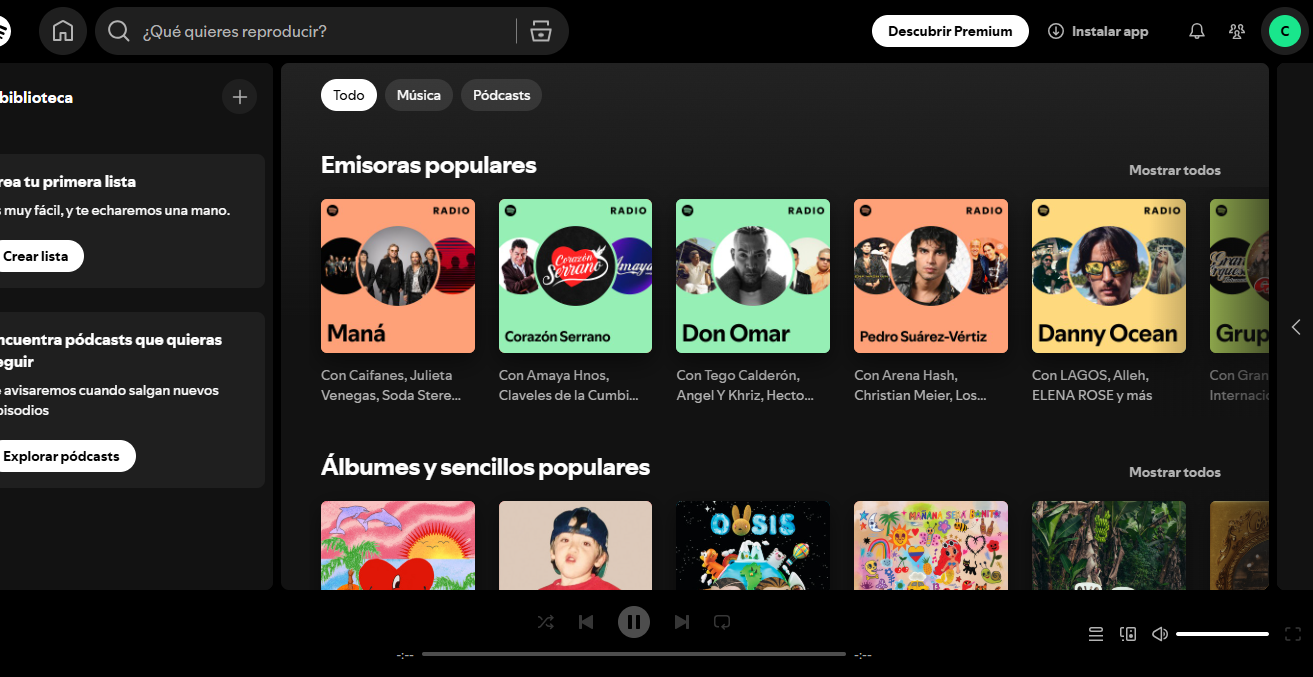 ¿Qué quieres reproducir?
Descubrir Premium
Instalar app
C
biblioteca
rea tu primera lista
muy fácil, y te echaremos una mano.
Crear lista
ncuentra pódcasts que quieras
eguir
avisaremos cuando salgan nuevos
pisodios
Explorar pódcasts
Todo
Música
Pódcasts
Emisoras populares
Mostrar todos
RADIO
Maná
Con Caifanes, Julieta
Venegas, Soda Stere...
RADIO
Corazón
Serrano
Amaya
Corazón Serrano
Con Amaya Hnos,
Claveles de la Cumbi...
RADIO
Don Omar
Con Tego Calderón,
Angel Y Khriz, Hecto...
RADIO
Pedro Suárez-Vértiz
Con Arena Hash,
Christian Meier, Los...
RADIO
Danny Ocean
Con LAGOS, Alleh,
ELENA ROSE y más
Grup
Con Gran
Internacio
Álbumes y sencillos populares
Mostrar todos
OASIS
MAÑANA SERÁ BONITO
-:--
-:--